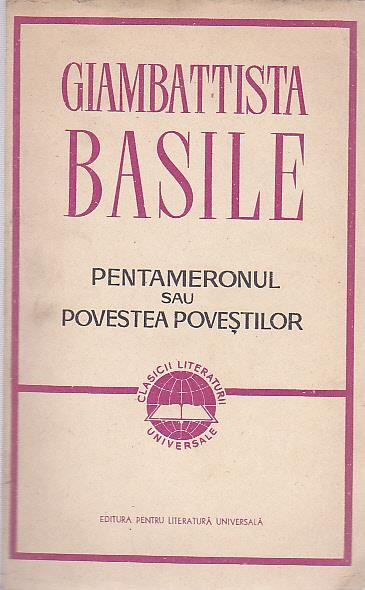 GIAMBATTISTA
BASILE
PENTAMERONUL
SAU
POVESTEA POVEȘTILOR
CLASICII LITERATURII
UNIVERSALE
EDITURA PENTRU LITERATURĂ UNIVERSALĂ